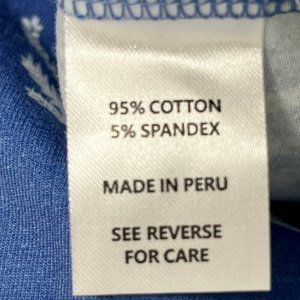 95% COTTON
5% SPANDEX
MADE IN PERU
SEE REVERSE
FOR CARE